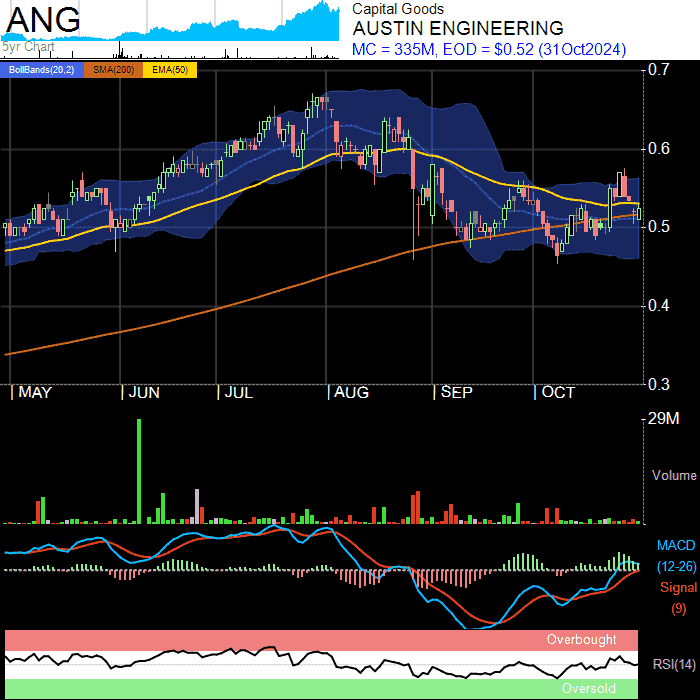 ANG
5yr Chart
Capital Goods
AUSTIN ENGINEERING
MC = 335M, EOD = $0.52 (31Oct2024)
BollBands(20,2) SMA(200) EMA(50)
0.7
0.6
0.5
0.4
0.3
MAY JUN JUL AUG SEP OCT
29M
Volume
MACD
(12-26)
Signal
(9)
Overbought
RSI(14)
Oversold